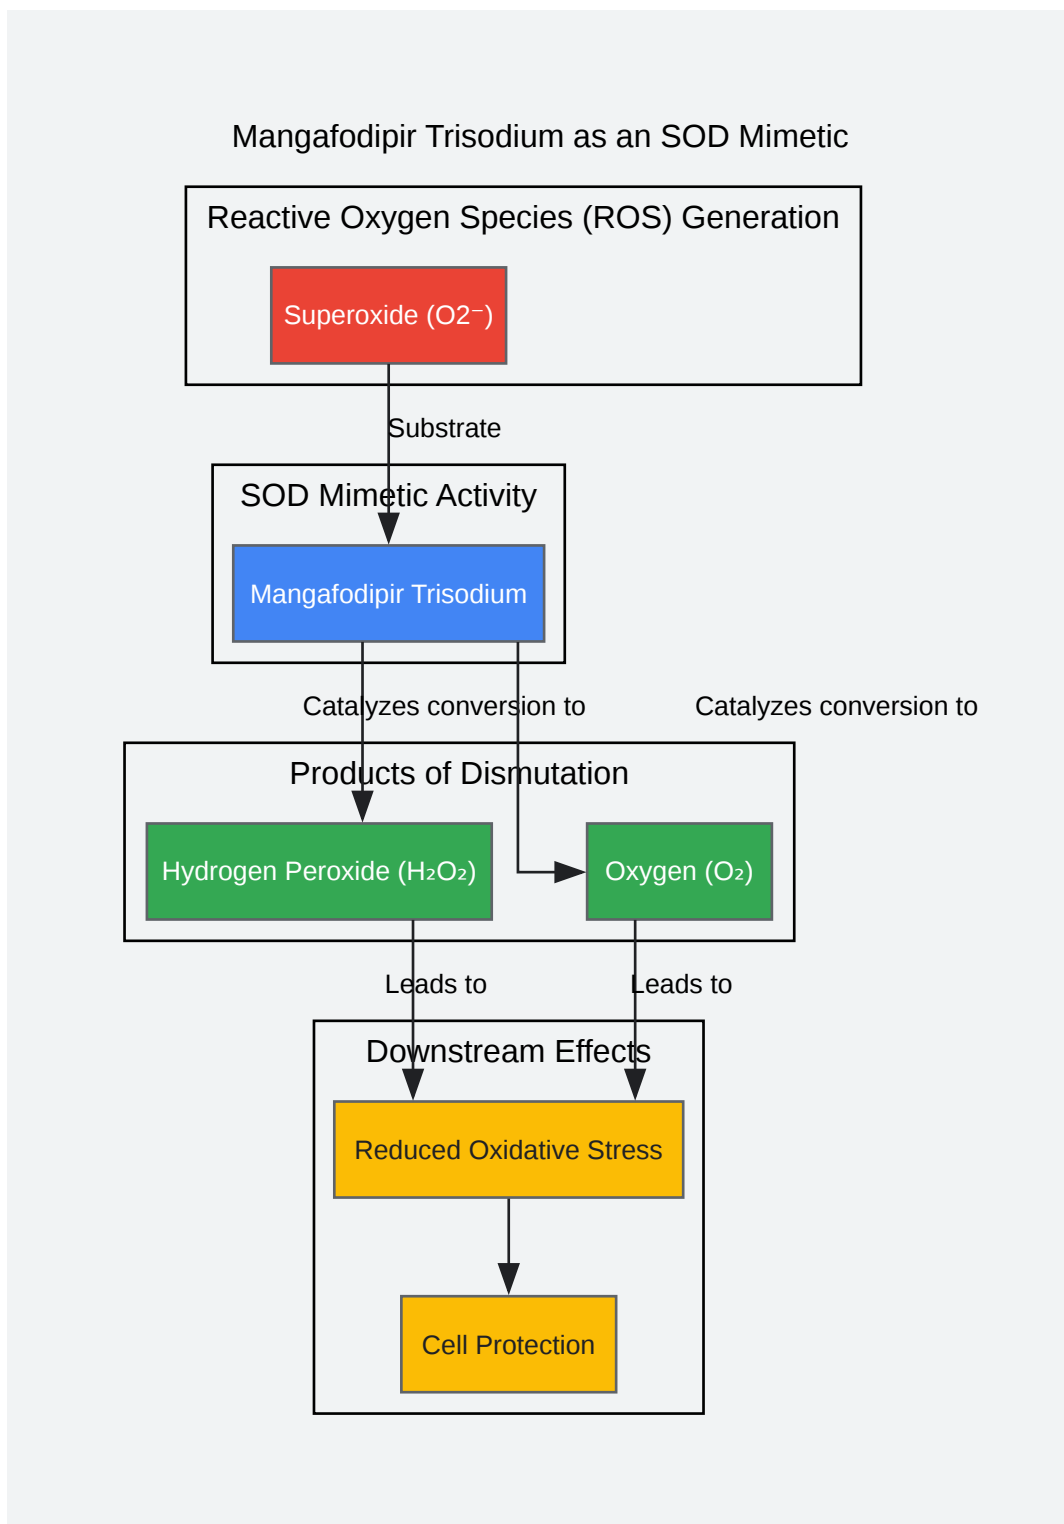 Mangafodipir Trisodium as an SOD Mimetic
Reactive Oxygen Species (ROS) Generation
Superoxide (O2⁻)
Substrate
SOD Mimetic Activity
Mangafodipir Trisodium
Catalyzes conversion to
Catalyzes conversion to
Products of Dismutation
Hydrogen Peroxide (H₂O₂)
Oxygen (O₂)
Leads to
Leads to
Downstream Effects
Reduced Oxidative Stress
Cell Protection